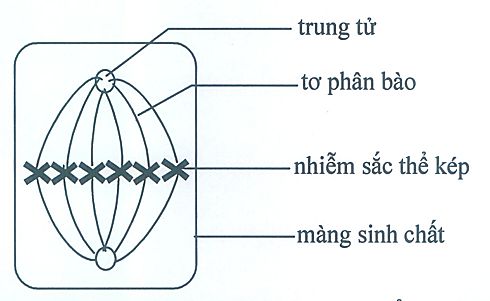 trung tử
tơ phân bào
nhiễm sắc thể kép
màng sinh chất